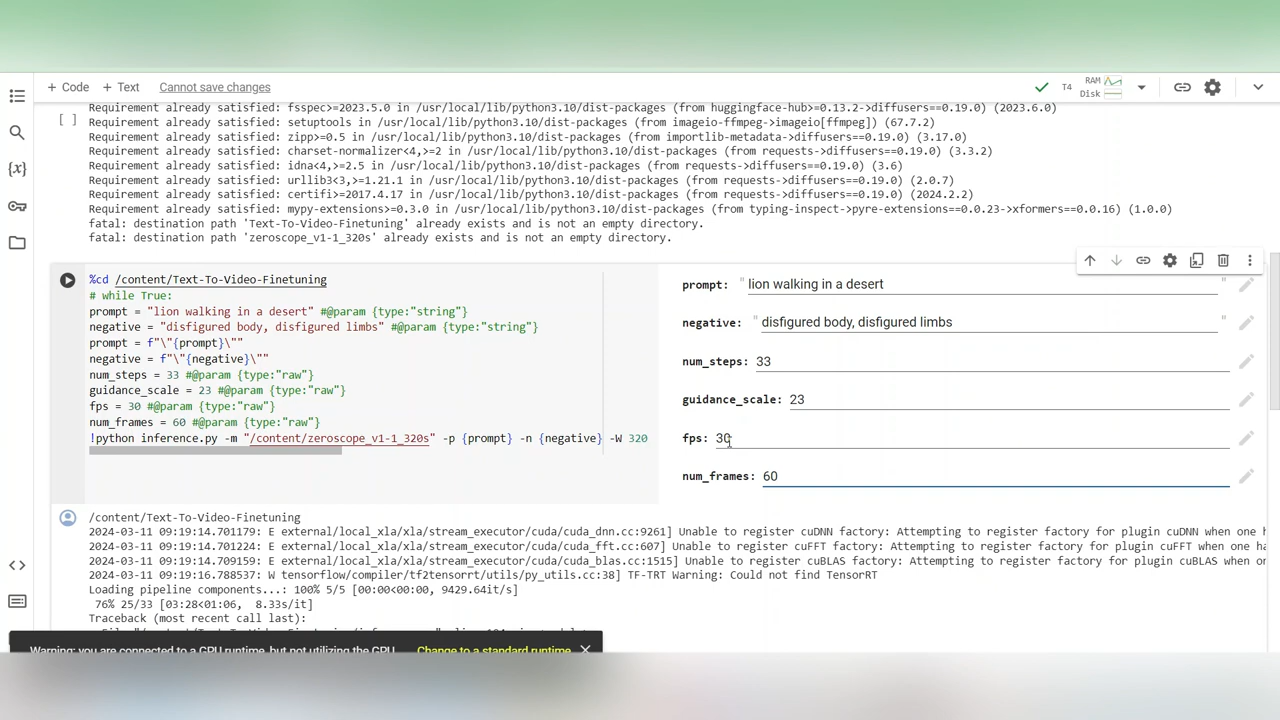 + Code + Text Cannot save changes
T4 RAM
Disk
Requirement already satisfied: fsspec>=2023.5.0 in /usr/local/lib/python3.10/dist-packages (from huggingface-hub>=0.13.2->diffusers==0.19.0) (2023.6.0)
[ ] Requirement already satisfied: setuptools in /usr/local/lib/python3.10/dist-packages (from imageio-ffmpeg->imageio[ffmpeg]) (67.7.2)
Requirement already satisfied: zipp>=0.5 in /usr/local/lib/python3.10/dist-packages (from importlib-metadata->diffusers==0.19.0) (3.17.0)
Requirement already satisfied: charset-normalizer<4,>=2 in /usr/local/lib/python3.10/dist-packages (from requests->diffusers==0.19.0) (3.3.2)
Requirement already satisfied: idna<4,>=2.5 in /usr/local/lib/python3.10/dist-packages (from requests->diffusers==0.19.0) (3.6)
Requirement already satisfied: urllib3<3,>=1.21.1 in /usr/local/lib/python3.10/dist-packages (from requests->diffusers==0.19.0) (2.0.7)
Requirement already satisfied: certifi>=2017.4.17 in /usr/local/lib/python3.10/dist-packages (from requests->diffusers==0.19.0) (2024.2.2)
Requirement already satisfied: mypy-extensions>=0.3.0 in /usr/local/lib/python3.10/dist-packages (from typing-inspect->pyre-extensions==0.0.23->xformers==0.0.16) (1.0.0)
fatal: destination path 'Text-To-Video-Finetuning' already exists and is not an empty directory.
fatal: destination path 'zeroscope_v1-1_320s' already exists and is not an empty directory.
%cd /content/Text-To-Video-Finetuning
# while True:
prompt = "lion walking in a desert" #@param {type:"string"}
negative = "disfigured body, disfigured limbs" #@param {type:"string"}
prompt = f"\"{prompt}\""
negative = f"\"{negative}\""
num_steps = 33 #@param {type:"raw"}
guidance_scale = 23 #@param {type:"raw"}
fps = 30 #@param {type:"raw"}
num_frames = 60 #@param {type:"raw"}
!python inference.py -m "/content/zeroscope_v1-1_320s" -p {prompt} -n {negative} -W 320
prompt: " lion walking in a desert "
negative: " disfigured body, disfigured limbs "
num_steps: 33
guidance_scale: 23
fps: 30
num_frames: 60
/content/Text-To-Video-Finetuning
2024-03-11 09:19:14.701178: E external/local_xla/xla/stream_executor/cuda/cuda_dnn.cc:9261] Unable to register cuDNN factory: Attempting to register factory for plugin cuDNN when one h
2024-03-11 09:19:14.701224: E external/local_xla/xla/stream_executor/cuda/cuda_fft.cc:607] Unable to register cuFFT factory: Attempting to register factory for plugin cuFFT when one ha
2024-03-11 09:19:14.709159: E external/local_xla/xla/stream_executor/cuda/cuda_blas.cc:1515] Unable to register cuBLAS factory: Attempting to register factory for plugin cuBLAS when on
2024-03-11 09:19:16.788537: W tensorflow/compiler/tf2tensorrt/utils/py_utils.cc:38] TF-TRT Warning: Could not find TensorRT
Loading pipeline components...: 100% 5/5 [00:00<00:00, 9429.64it/s]
76% 25/33 [03:28<01:06, 8.33s/it]
Traceback (most recent call last):
Warning: you are connected to a GPU runtime, but not utilizing the GPU. Change to a standard runtime